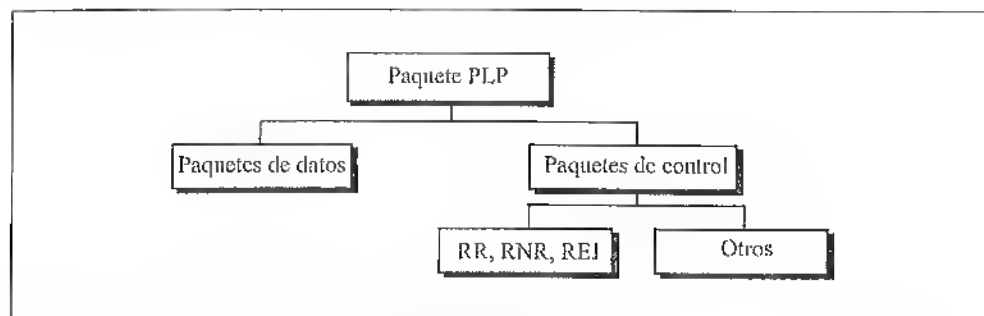 Paquete PLP
Paquetes de datos
Paquetes de control
RR, RNR, REJ
Otros